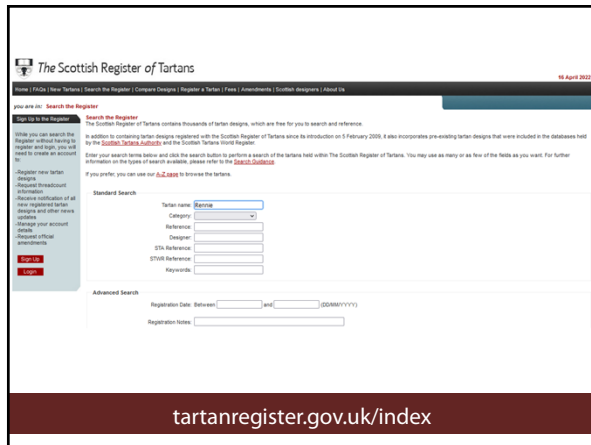 The Scottish Register of Tartans
16 April 2022
Home | FAQs | New Tartans | Search the Register | Compare Designs | Register a Tartan | Fees | Amendments | Scottish designers | About Us
you are in: Search the Register
Sign Up to the Register
While you can search the
Register without having to
register and login, you will
need to create an account
to:
-Register new tartan
designs
-Request threadcount
information
-Receive notification of all
new registered tartan
designs and other news
updates
-Manage your account
details
-Request official
amendments
Sign Up
Login
Search the Register
The Scottish Register of Tartans contains thousands of tartan designs, which are free for you to search and reference.
In addition to containing tartan designs registered with the Scottish Register of Tartans since its introduction on 5 February 2009, it also incorporates pre-existing tartan designs that were included in the databases held
by the Scottish Tartans Authority and the Scottish Tartans World Register.
Enter your search terms below and click the search button to perform a search of the tartans held within The Scottish Register of Tartans. You may use as many or as few of the fields as you want. For further
information on the types of search available, please refer to the Search Guidance.
If you prefer, you can use our A-Z page to browse the tartans.
Standard Search
Tartan name: Rennie
Category:
Reference:
Designer:
STA Reference:
STWR Reference:
Keywords:
Advanced Search
Registration Date: Between and (DD/MM/YYYY)
Registration Notes:
tartanregister.gov.uk/index